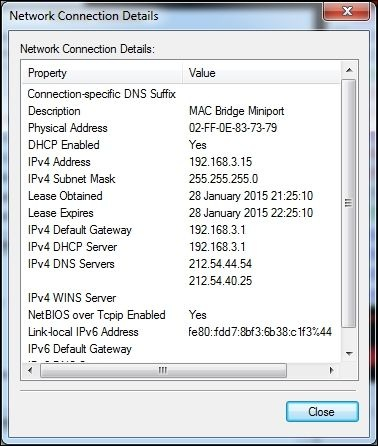 Network Connection Details
Network Connection Details:
Property Value
Connection-specific DNS Suffix
Description MAC Bridge Miniport
Physical Address 02-FF-0E-83-73-79
DHCP Enabled Yes
IPv4 Address 192.168.3.15
IPv4 Subnet Mask 255.255.255.0
Lease Obtained 28 January 2015 21:25:10
Lease Expires 28 January 2015 22:25:10
IPv4 Default Gateway 192.168.3.1
IPv4 DHCP Server 192.168.3.1
IPv4 DNS Servers 212.54.44.54
212.54.40.25
IPv4 WINS Server
NetBIOS over Tcpip Enabled Yes
Link-local IPv6 Address fe80::fdd7:8bf3:6b38:c1f3%44
IPv6 Default Gateway
Close